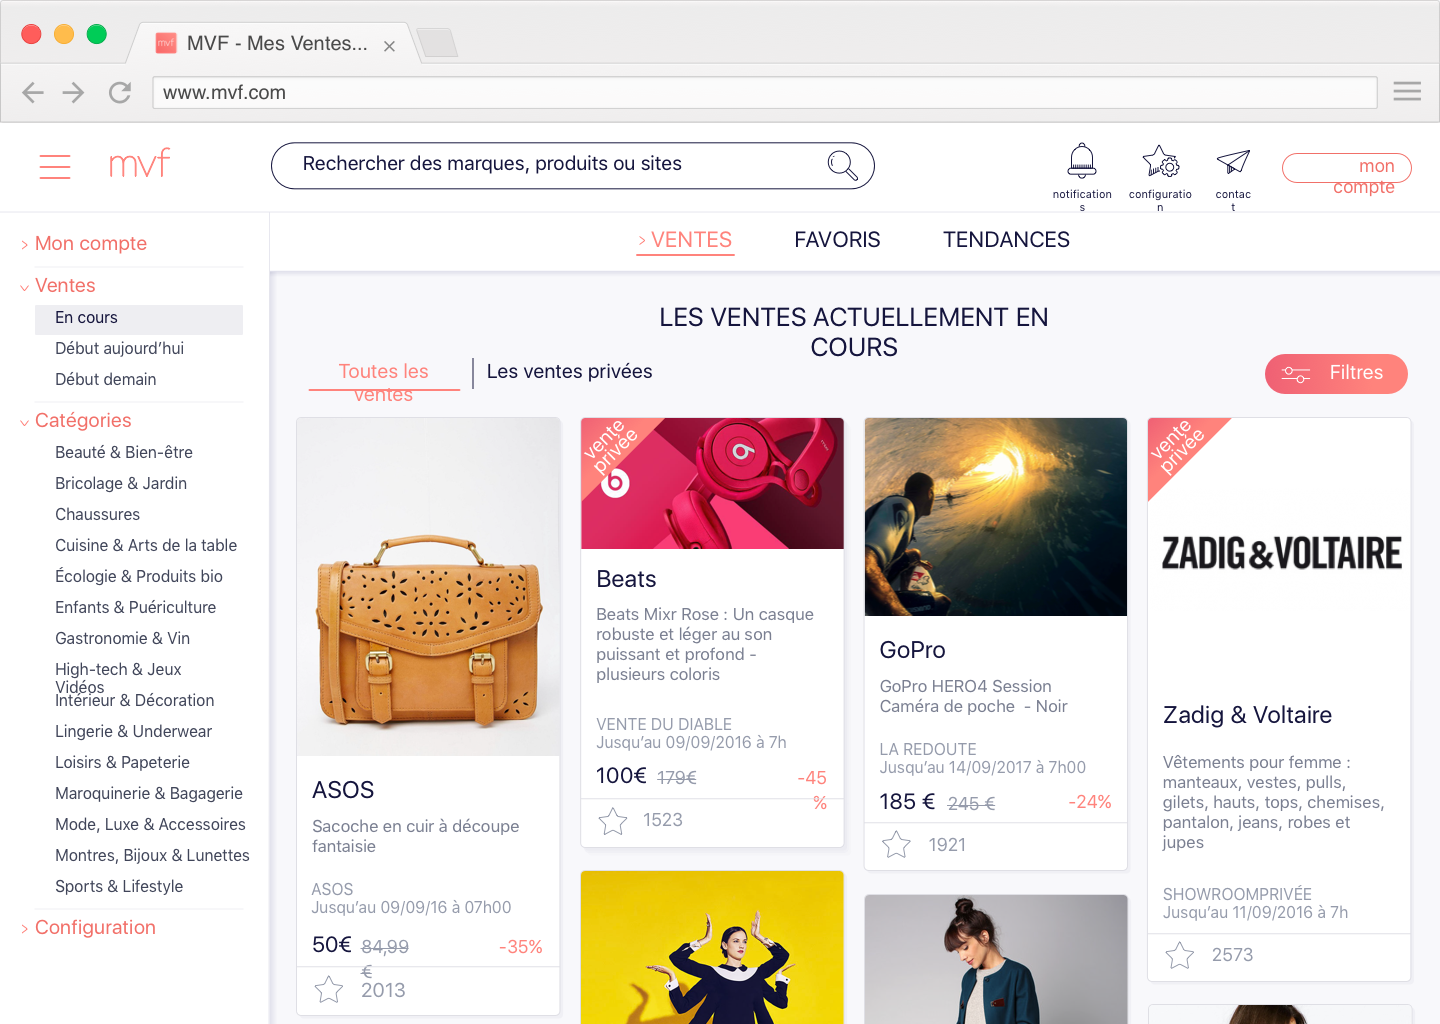 mvf
MVF - Mes Ventes...
www.mvf.com
mvf
Rechercher des marques, produits ou sites
notification
s
configuratio
n
contac
t
mon
compte
Mon compte
Ventes
En cours
Début aujourd’hui
Début demain
Catégories
Beauté & Bien-être
Bricolage & Jardin
Chaussures
Cuisine & Arts de la table
Écologie & Produits bio
Enfants & Puériculture
Gastronomie & Vin
High-tech & Jeux
Vidéos
Intérieur & Décoration
Lingerie & Underwear
Loisirs & Papeterie
Maroquinerie & Bagagerie
Mode, Luxe & Accessoires
Montres, Bijoux & Lunettes
Sports & Lifestyle
Configuration
VENTES
FAVORIS
TENDANCES
LES VENTES ACTUELLEMENT EN
COURS
Toutes les
ventes
Les ventes privées
Filtres
ASOS
Sacoche en cuir à découpe
fantaisie
ASOS
Jusqu’au 09/09/16 à 07h00
50€ 84,99
€
-35%
2013
vente
privée
Beats
Beats Mixr Rose : Un casque
robuste et léger au son
puissant et profond -
plusieurs coloris
VENTE DU DIABLE
Jusqu’au 09/09/2016 à 7h
100€ 179€ -45
%
1523
GoPro
GoPro HERO4 Session
Caméra de poche - Noir
LA REDOUTE
Jusqu’au 14/09/2017 à 7h00
185 € 245 € -24%
1921
vente
privée
ZADIG & VOLTAIRE
Zadig & Voltaire
Vêtements pour femme :
manteaux, vestes, pulls,
gilets, hauts, tops, chemises,
pantalon, jeans, robes et
jupes
SHOWROOMPRIVÉE
Jusqu’au 11/09/2016 à 7h
2573